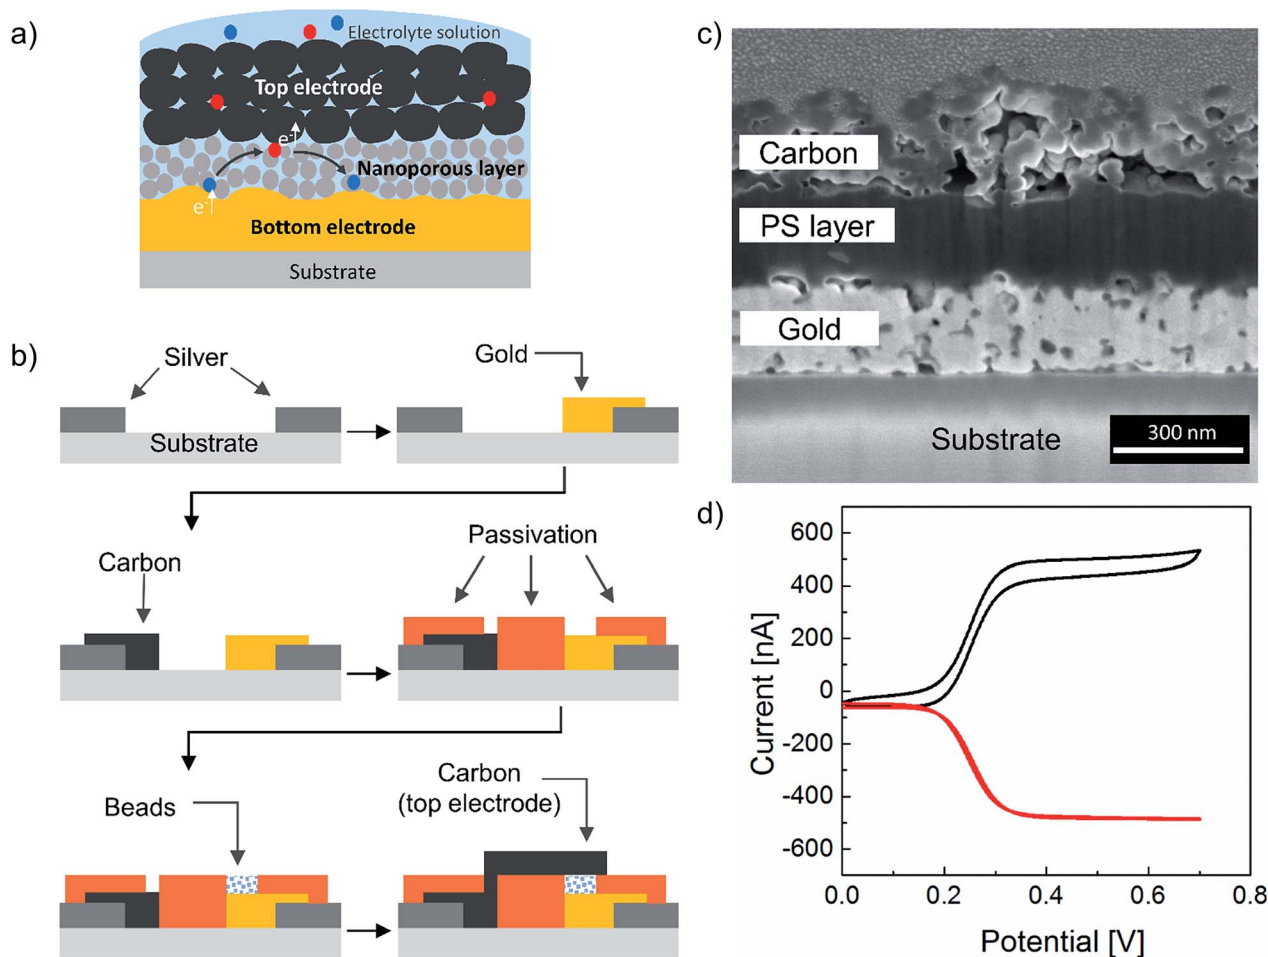 a)
Electrolyte solution
Top electrode
e-
Nanoporous layer
e-
Bottom electrode
Substrate
b)
Silver
Gold
Substrate
Carbon
Passivation
Beads
Carbon
(top electrode)
c)
Carbon
PS layer
Gold
Substrate
300 nm
d)
Current [nA]
600
400
200
0
-200
-400
-600
0.0 0.2 0.4 0.6 0.8
Potential [V]